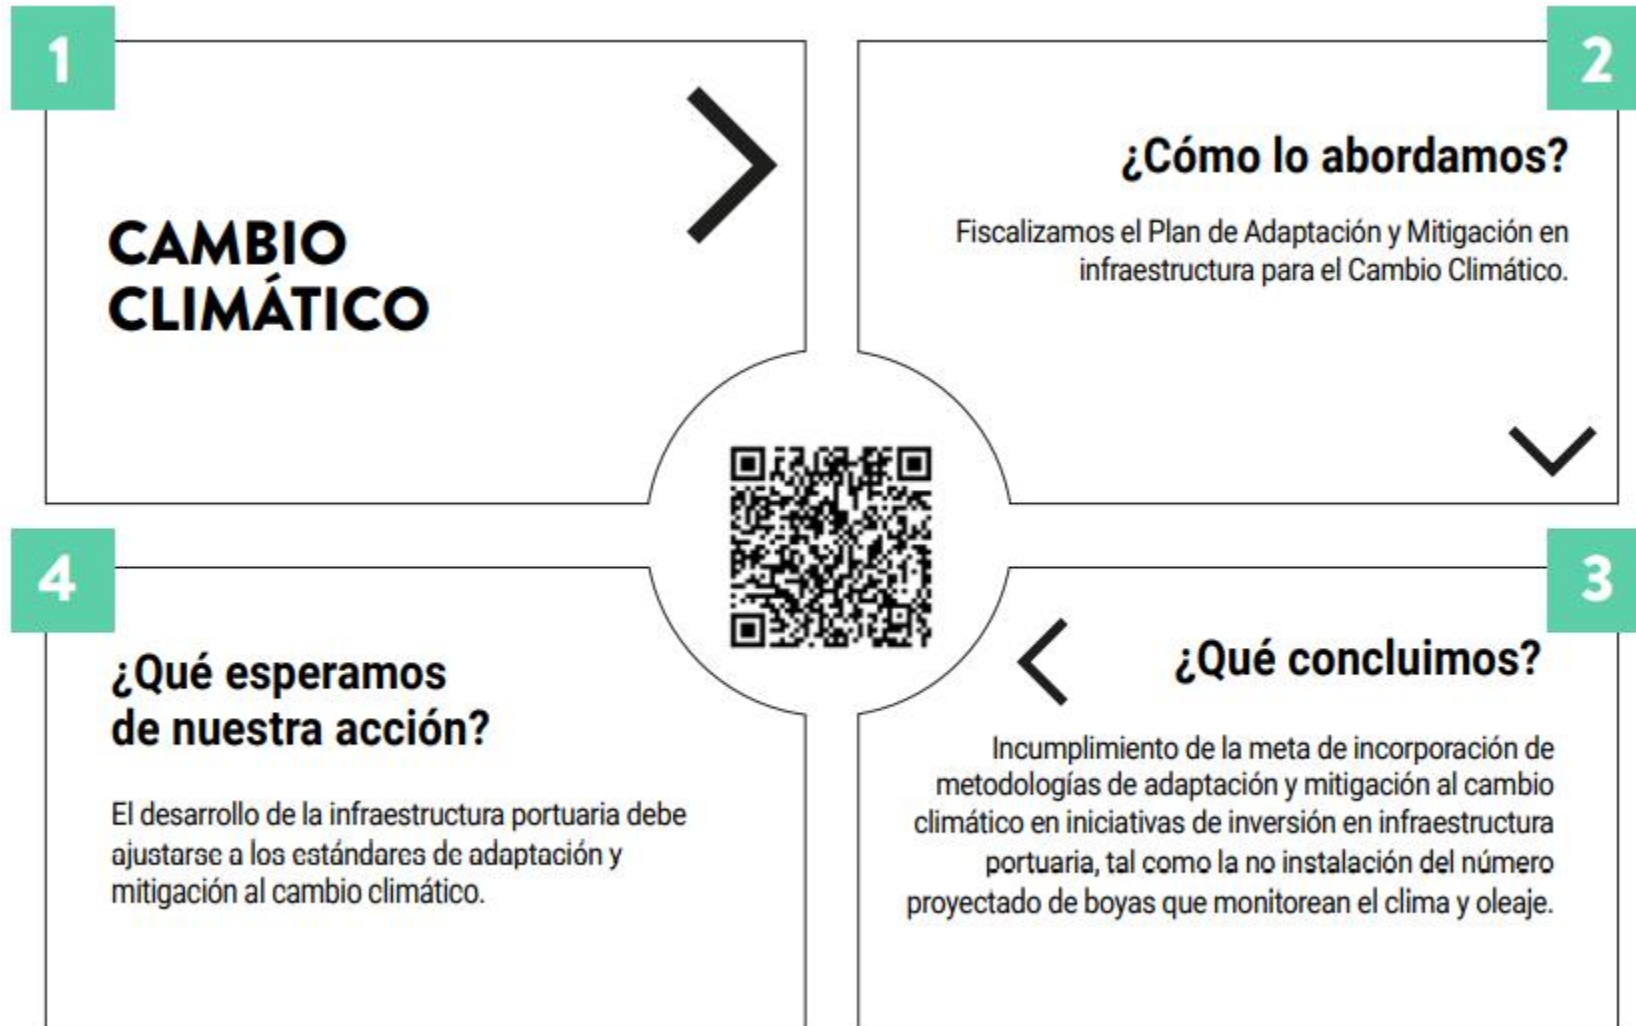 1
CAMBIO
CLIMÁTICO
2
¿Cómo lo abordamos?
Fiscalizamos el Plan de Adaptación y Mitigación en
infraestructura para el Cambio Climático.
3
¿Qué concluimos?
Incumplimiento de la meta de incorporación de
metodologías de adaptación y mitigación al cambio
climático en iniciativas de inversión en infraestructura
portuaria, tal como la no instalación del número
proyectado de boyas que monitorean el clima y oleaje.
4
¿Qué esperamos
de nuestra acción?
El desarrollo de la infraestructura portuaria debe
ajustarse a los estándares de adaptación y
mitigación al cambio climático.